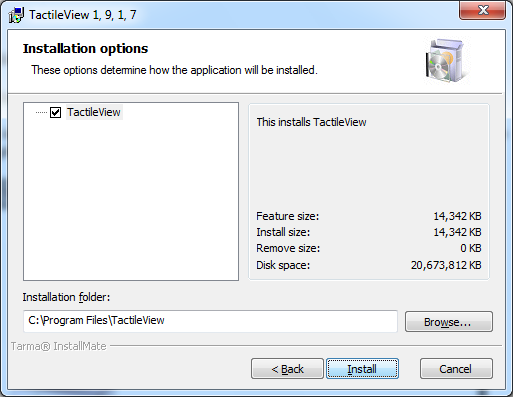 TactileView 1, 9, 1, 7
Installation options
These options determine how the application will be installed.
TactileView
This installs TactileView
Feature size: 14,342 KB
Install size: 14,342 KB
Remove size: 0 KB
Disk space: 20,673,812 KB
Installation folder:
C:\Program Files\TactileView
Browse...
Tarma® InstallMate
< Back
Install
Cancel